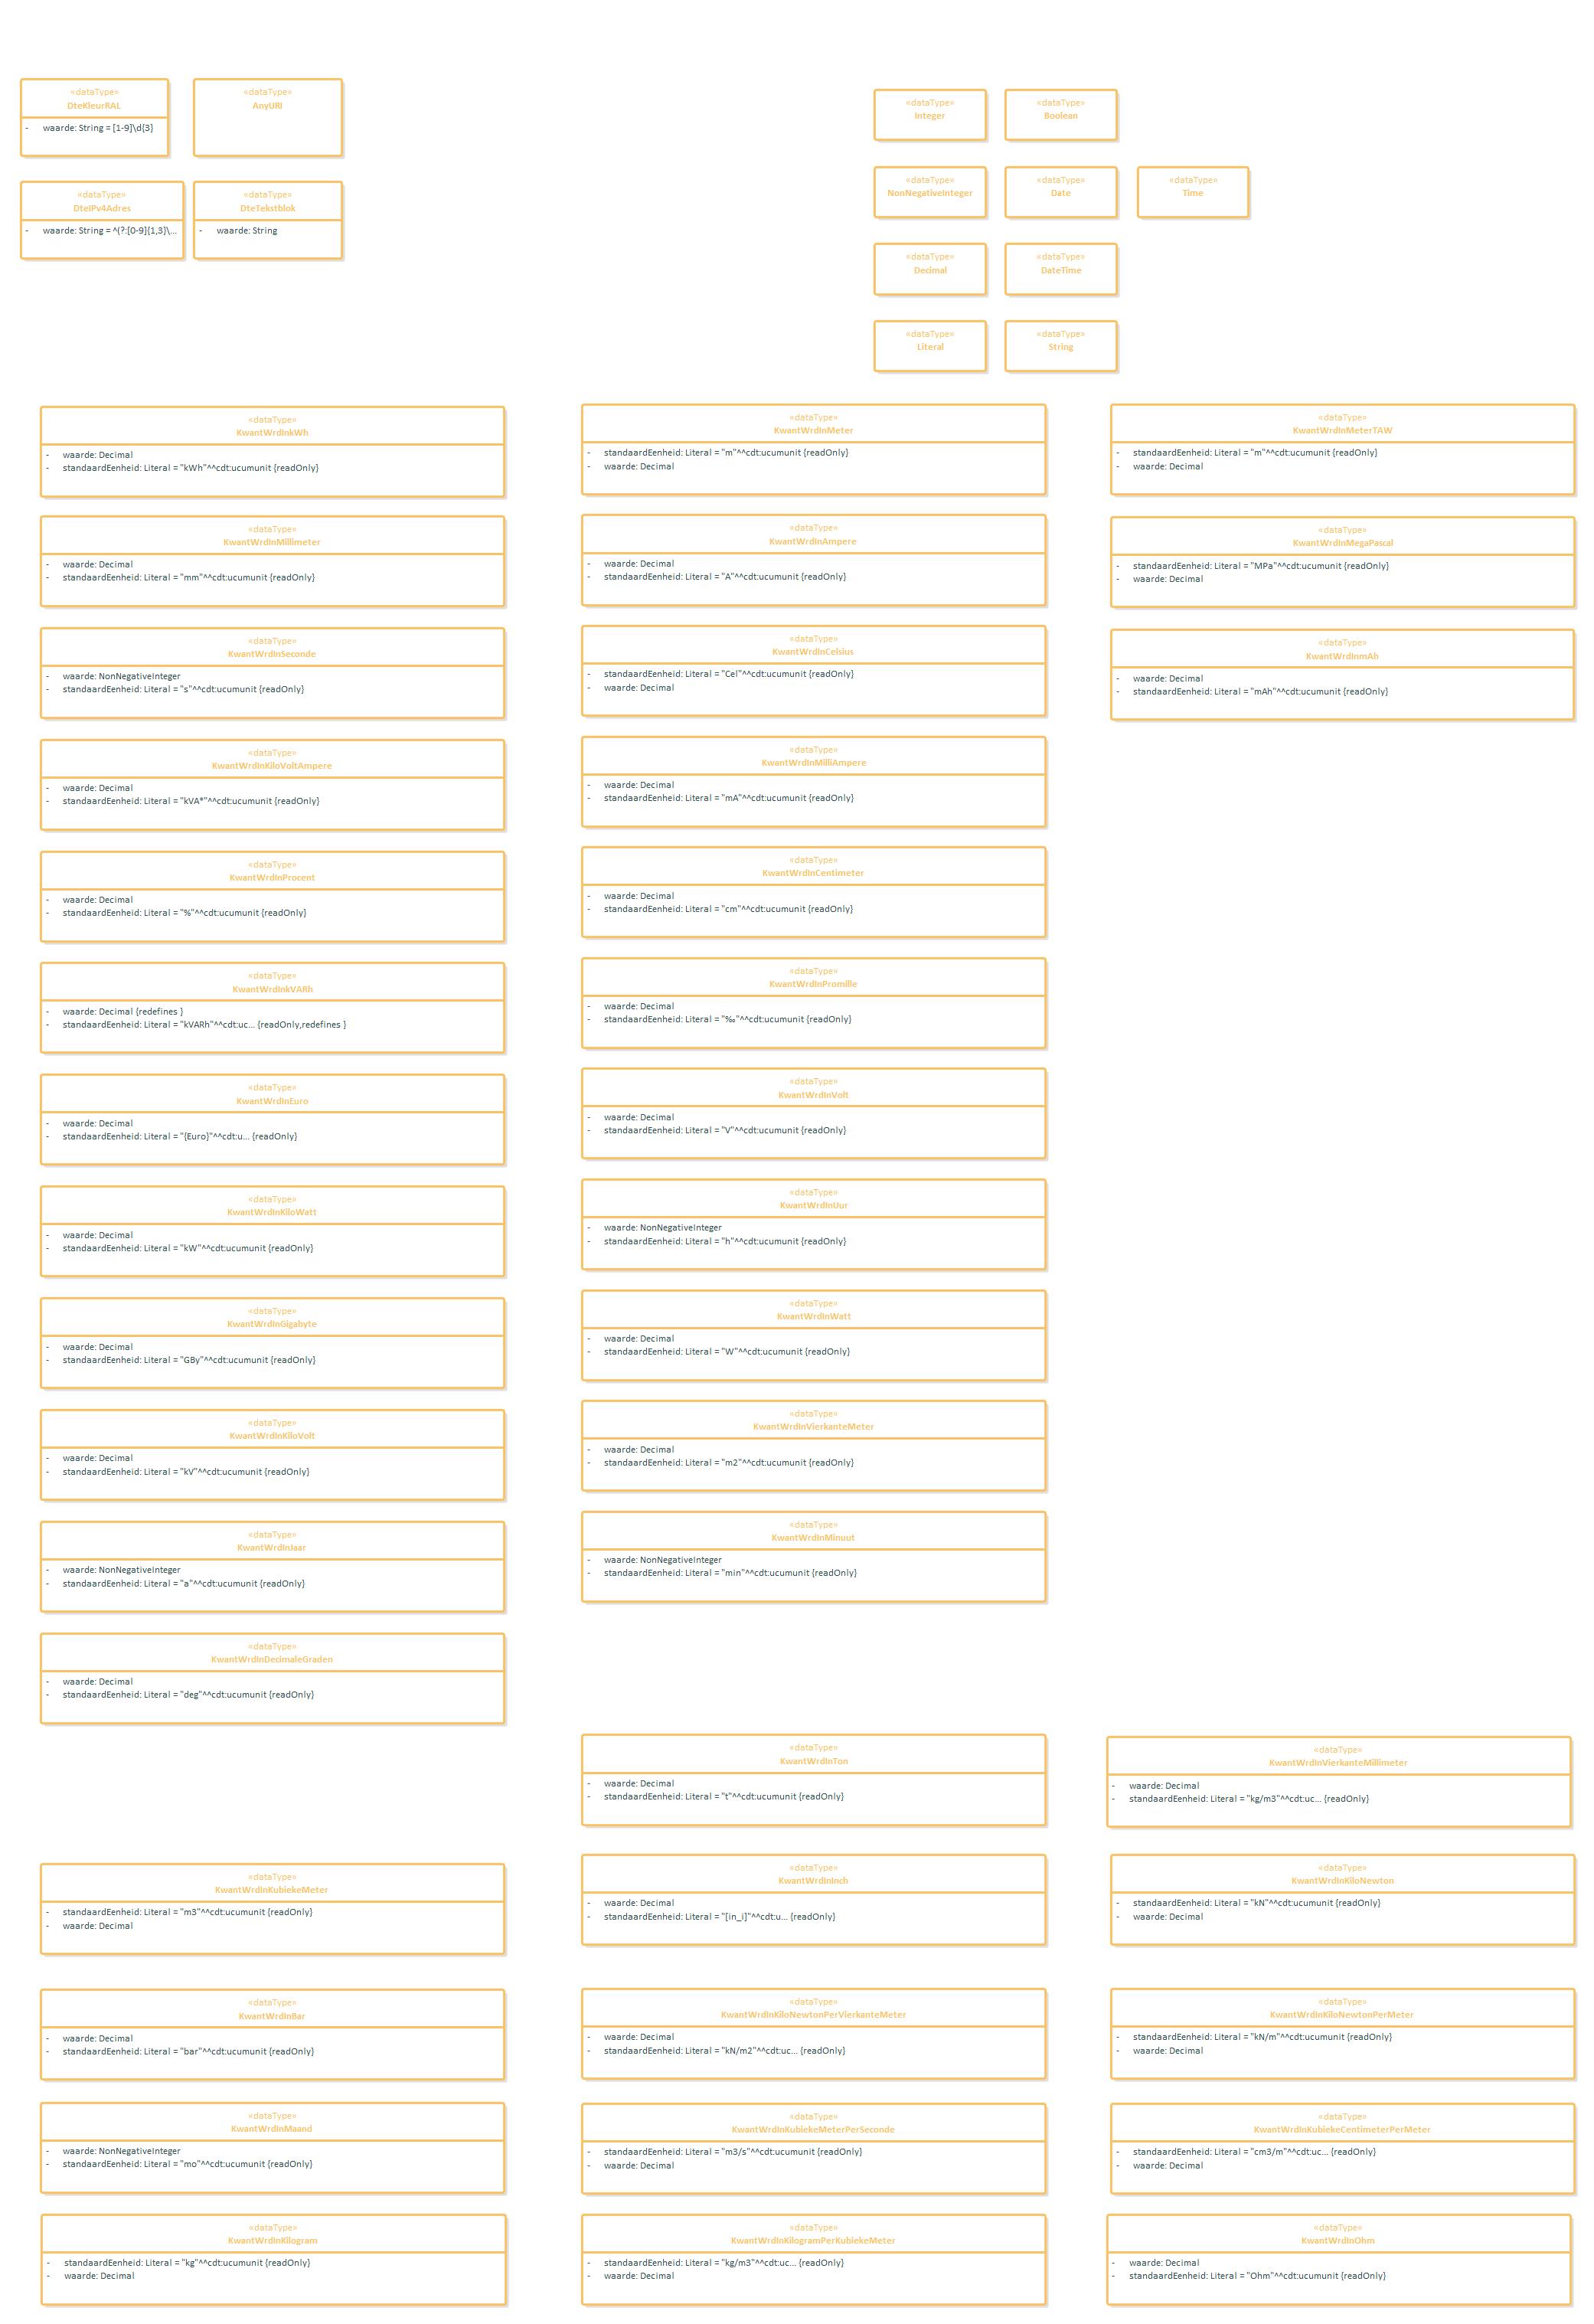 «dataType»
DteKleurRAL
- waarde: String = [1-9]\d{3}
«dataType»
AnyURI
«dataType»
DteIPv4Adres
- waarde: String = ^(?:[0-9]{1,3}\...
«dataType»
DteTekstblok
- waarde: String
«dataType»
Integer
«dataType»
Boolean
«dataType»
NonNegativeInteger
«dataType»
Date
«dataType»
Time
«dataType»
Decimal
«dataType»
DateTime
«dataType»
Literal
«dataType»
String
«dataType»
KwantWrdInkWh
- waarde: Decimal
- standaardEenheid: Literal = "kWh"^^cdt:ucumunit {readOnly}
«dataType»
KwantWrdInMeter
- standaardEenheid: Literal = "m"^^cdt:ucumunit {readOnly}
- waarde: Decimal
«dataType»
KwantWrdInMeterTAW
- standaardEenheid: Literal = "m"^^cdt:ucumunit {readOnly}
- waarde: Decimal
«dataType»
KwantWrdInMillimeter
- waarde: Decimal
- standaardEenheid: Literal = "mm"^^cdt:ucumunit {readOnly}
«dataType»
KwantWrdInAmpere
- waarde: Decimal
- standaardEenheid: Literal = "A"^^cdt:ucumunit {readOnly}
«dataType»
KwantWrdInMegaPascal
- standaardEenheid: Literal = "MPa"^^cdt:ucumunit {readOnly}
- waarde: Decimal
«dataType»
KwantWrdInSeconde
- waarde: NonNegativeInteger
- standaardEenheid: Literal = "s"^^cdt:ucumunit {readOnly}
«dataType»
KwantWrdInCelsius
- standaardEenheid: Literal = "Cel"^^cdt:ucumunit {readOnly}
- waarde: Decimal
«dataType»
KwantWrdInmAh
- waarde: Decimal
- standaardEenheid: Literal = "mAh"^^cdt:ucumunit {readOnly}
«dataType»
KwantWrdInKiloVoltAmpere
- waarde: Decimal
- standaardEenheid: Literal = "kVA*"^^cdt:ucumunit {readOnly}
«dataType»
KwantWrdInMilliAmpere
- waarde: Decimal
- standaardEenheid: Literal = "mA"^^cdt:ucumunit {readOnly}
«dataType»
KwantWrdInProcent
- waarde: Decimal
- standaardEenheid: Literal = "%"^^cdt:ucumunit {readOnly}
«dataType»
KwantWrdInCentimeter
- waarde: Decimal
- standaardEenheid: Literal = "cm"^^cdt:ucumunit {readOnly}
«dataType»
KwantWrdInkVARh
- waarde: Decimal {redefines }
- standaardEenheid: Literal = "kVARh"^^cdt:uc... {readOnly,redefines }
«dataType»
KwantWrdInPromille
- waarde: Decimal
- standaardEenheid: Literal = "‰"^^cdt:ucumunit {readOnly}
«dataType»
KwantWrdInEuro
- waarde: Decimal
- standaardEenheid: Literal = "{Euro}"^^cdt:u... {readOnly}
«dataType»
KwantWrdInVolt
- waarde: Decimal
- standaardEenheid: Literal = "V"^^cdt:ucumunit {readOnly}
«dataType»
KwantWrdInKiloWatt
- waarde: Decimal
- standaardEenheid: Literal = "kW"^^cdt:ucumunit {readOnly}
«dataType»
KwantWrdInUur
- waarde: NonNegativeInteger
- standaardEenheid: Literal = "h"^^cdt:ucumunit {readOnly}
«dataType»
KwantWrdInGigabyte
- waarde: Decimal
- standaardEenheid: Literal = "GBy"^^cdt:ucumunit {readOnly}
«dataType»
KwantWrdInWatt
- waarde: Decimal
- standaardEenheid: Literal = "W"^^cdt:ucumunit {readOnly}
«dataType»
KwantWrdInKiloVolt
- waarde: Decimal
- standaardEenheid: Literal = "kV"^^cdt:ucumunit {readOnly}
«dataType»
KwantWrdInVierkanteMeter
- waarde: Decimal
- standaardEenheid: Literal = "m2"^^cdt:ucumunit {readOnly}
«dataType»
KwantWrdInJaar
- waarde: NonNegativeInteger
- standaardEenheid: Literal = "a"^^cdt:ucumunit {readOnly}
«dataType»
KwantWrdInMinuut
- waarde: NonNegativeInteger
- standaardEenheid: Literal = "min"^^cdt:ucumunit {readOnly}
«dataType»
KwantWrdInDecimaleGraden
- waarde: Decimal
- standaardEenheid: Literal = "deg"^^cdt:ucumunit {readOnly}
«dataType»
KwantWrdInTon
- waarde: Decimal
- standaardEenheid: Literal = "t"^^cdt:ucumunit {readOnly}
«dataType»
KwantWrdInVierkanteMillimeter
- waarde: Decimal
- standaardEenheid: Literal = "kg/m3"^^cdt:uc... {readOnly}
«dataType»
KwantWrdInKubiekeMeter
- standaardEenheid: Literal = "m3"^^cdt:ucumunit {readOnly}
- waarde: Decimal
«dataType»
KwantWrdInInch
- waarde: Decimal
- standaardEenheid: Literal = "[in_i]"^^cdt:u... {readOnly}
«dataType»
KwantWrdInKiloNewton
- standaardEenheid: Literal = "kN"^^cdt:ucumunit {readOnly}
- waarde: Decimal
«dataType»
KwantWrdInBar
- waarde: Decimal
- standaardEenheid: Literal = "bar"^^cdt:ucumunit {readOnly}
«dataType»
KwantWrdInKiloNewtonPerVierkanteMeter
- waarde: Decimal
- standaardEenheid: Literal = "kN/m2"^^cdt:uc... {readOnly}
«dataType»
KwantWrdInKiloNewtonPerMeter
- standaardEenheid: Literal = "kN/m"^^cdt:ucumunit {readOnly}
- waarde: Decimal
«dataType»
KwantWrdInMaand
- waarde: NonNegativeInteger
- standaardEenheid: Literal = "mo"^^cdt:ucumunit {readOnly}
«dataType»
KwantWrdInKubiekeMeterPerSeconde
- standaardEenheid: Literal = "m3/s"^^cdt:ucumunit {readOnly}
- waarde: Decimal
«dataType»
KwantWrdInKubiekeCentimeterPerMeter
- standaardEenheid: Literal = "cm3/m"^^cdt:uc... {readOnly}
- waarde: Decimal
«dataType»
KwantWrdInKilogram
- standaardEenheid: Literal = "kg"^^cdt:ucumunit {readOnly}
- waarde: Decimal
«dataType»
KwantWrdInKilogramPerKubiekeMeter
- standaardEenheid: Literal = "kg/m3"^^cdt:uc... {readOnly}
- waarde: Decimal
«dataType»
KwantWrdInOhm
- waarde: Decimal
- standaardEenheid: Literal = "Ohm"^^cdt:ucumunit {readOnly}